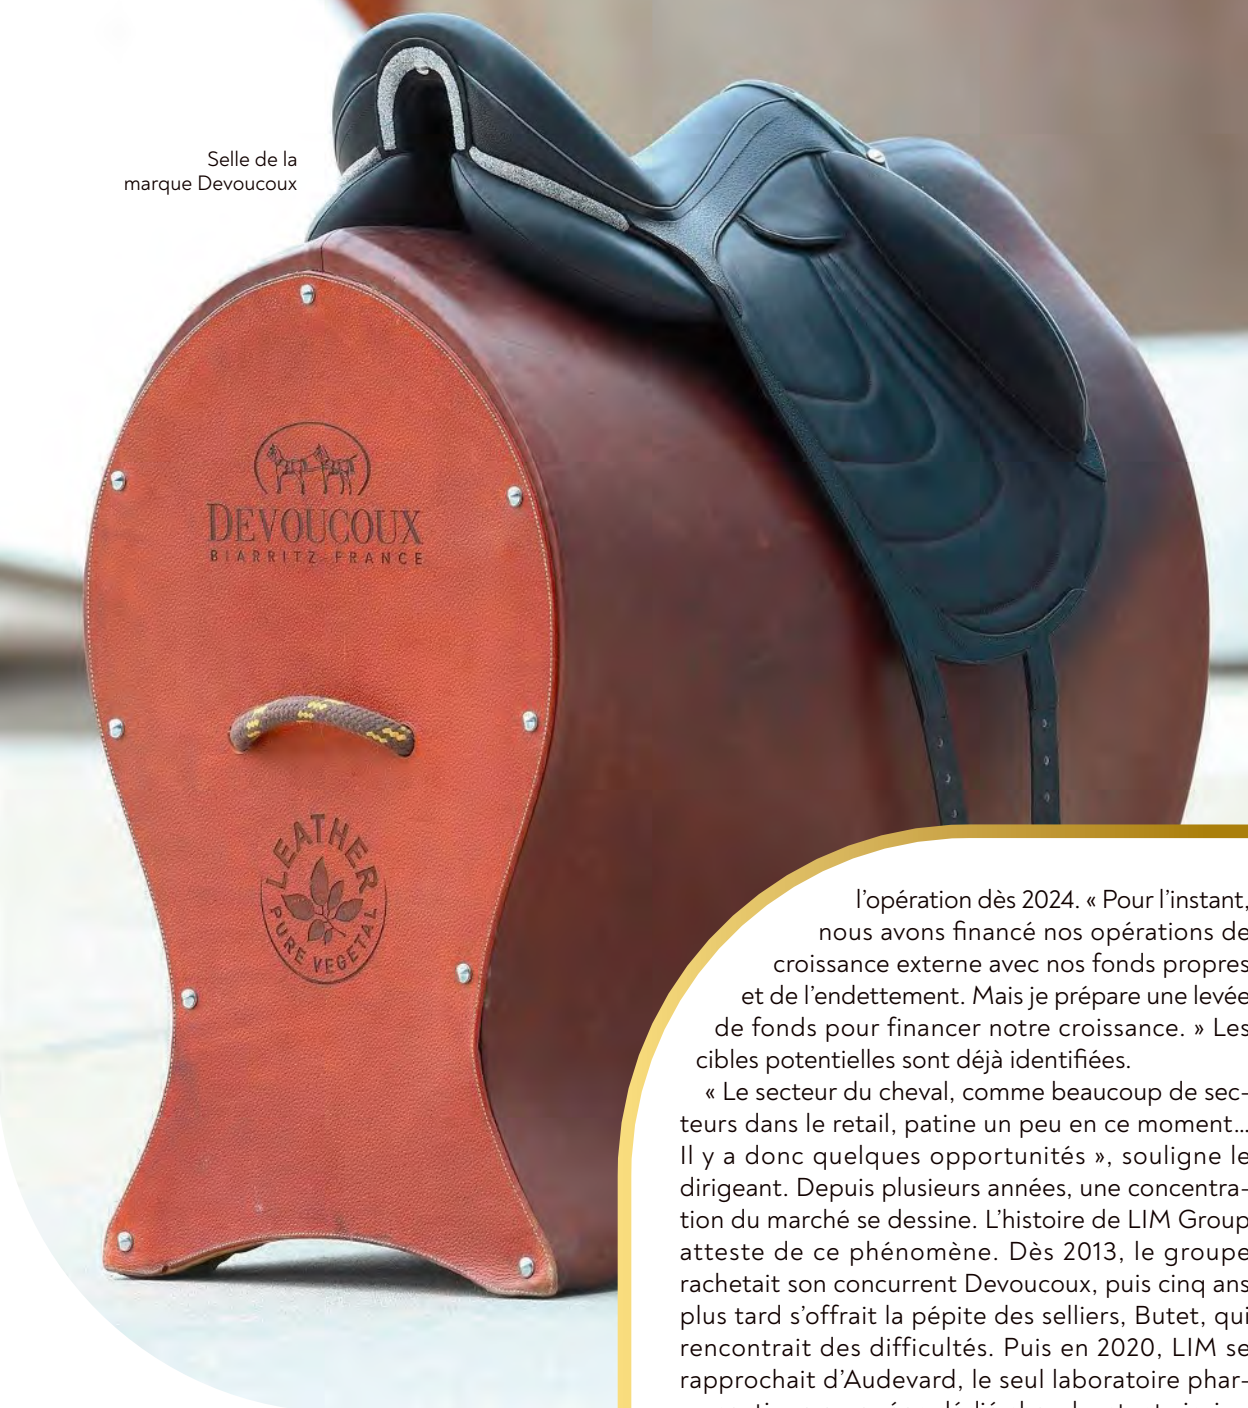 Selle de la
marque Devoucoux
DEVOUCOUX
BIARRITZ-FRANCE
LEATHER
PURE VEGETAL
l’opération dès 2024. « Pour l’instant,
nous avons financé nos opérations de
croissance externe avec nos fonds propres
et de l’endettement. Mais je prépare une levée
de fonds pour financer notre croissance. » Les
cibles potentielles sont déjà identifiées.
« Le secteur du cheval, comme beaucoup de sec-
teurs dans le retail, patine un peu en ce moment...
Il y a donc quelques opportunités », souligne le
dirigeant. Depuis plusieurs années, une concentra-
tion du marché se dessine. L’histoire de LIM Group
atteste de ce phénomène. Dès 2013, le groupe
rachetait son concurrent Devoucoux, puis cinq ans
plus tard s’offrait la pépite des selliers, Butet, qui
rencontrait des difficultés. Puis en 2020, LIM se
rapprochait d’Audevard, le seul laboratoire phar-